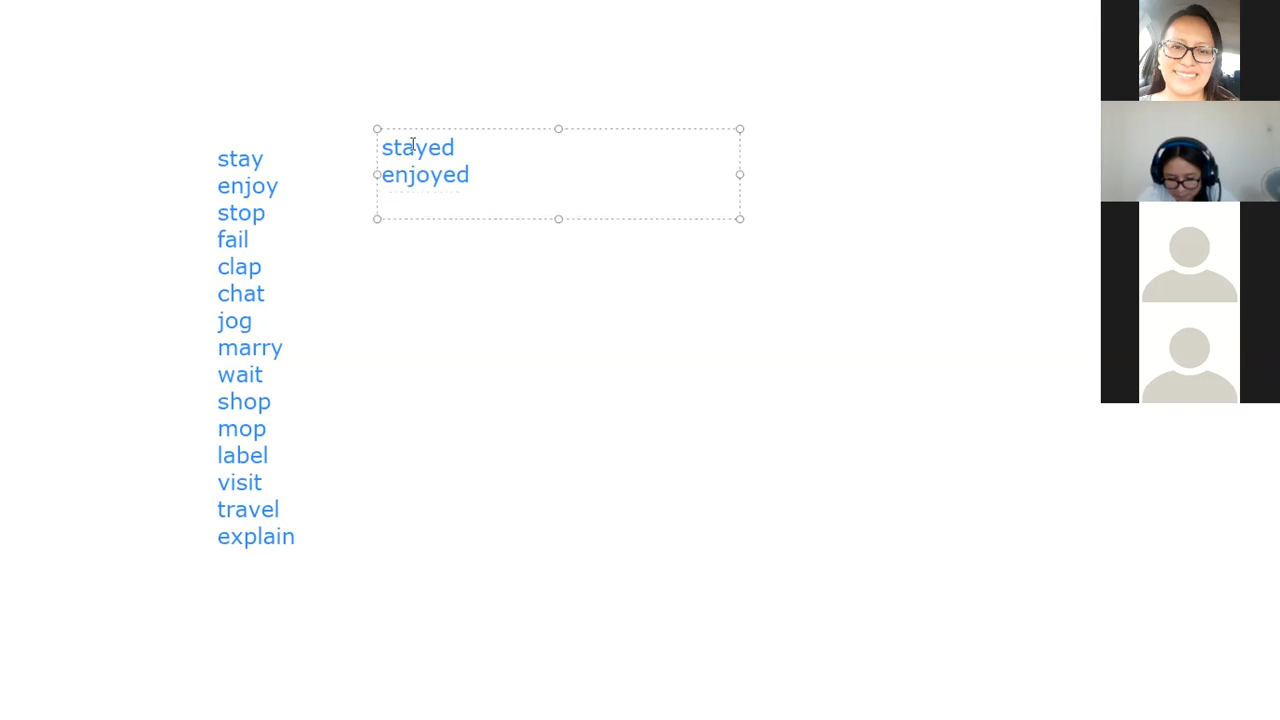 stay
enjoy
stop
fail
clap
chat
jog
marry
wait
shop
mop
label
visit
travel
explain
stayed
enjoyed